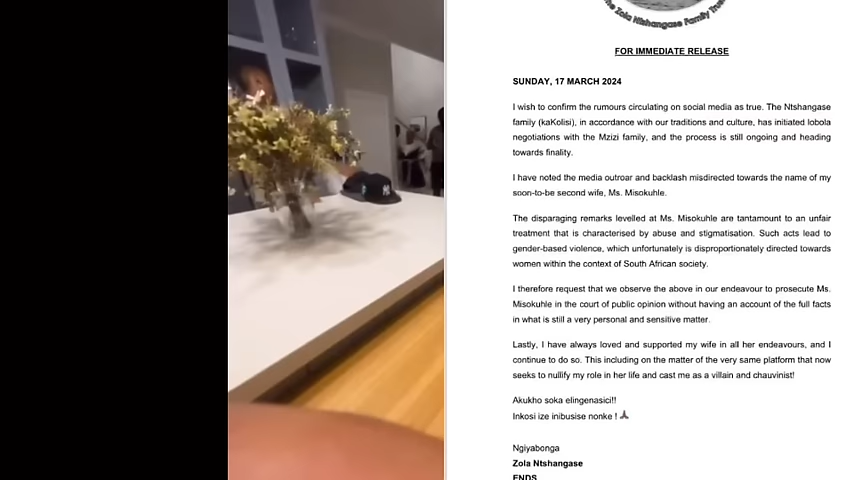 The Zola Ntshangase Family Trust
FOR IMMEDIATE RELEASE
SUNDAY, 17 MARCH 2024
I wish to confirm the rumours circulating on social media as true. The Ntshangase
family (kaKolisi), in accordance with our traditions and culture, has initiated lobola
negotiations with the Mzizi family, and the process is still ongoing and heading
towards finality.
I have noted the media outroar and backlash misdirected towards the name of my
soon-to-be second wife, Ms. Misokuhle.
The disparaging remarks levelled at Ms. Misokuhle are tantamount to an unfair
treatment that is characterised by abuse and stigmatisation. Such acts lead to
gender-based violence, which unfortunately is disproportionately directed towards
women within the context of South African society.
I therefore request that we observe the above in our endeavour to prosecute Ms.
Misokuhle in the court of public opinion without having an account of the full facts
in what is still a very personal and sensitive matter.
Lastly, I have always loved and supported my wife in all her endeavours, and I
continue to do so. This including on the matter of the very same platform that now
seeks to nullify my role in her life and cast me as a villain and chauvinist!
Akukho soka elingenasici!!
Inkosi ize inibusise nonke ! 🙏
Ngiyabonga
Zola Ntshangase
ENDS